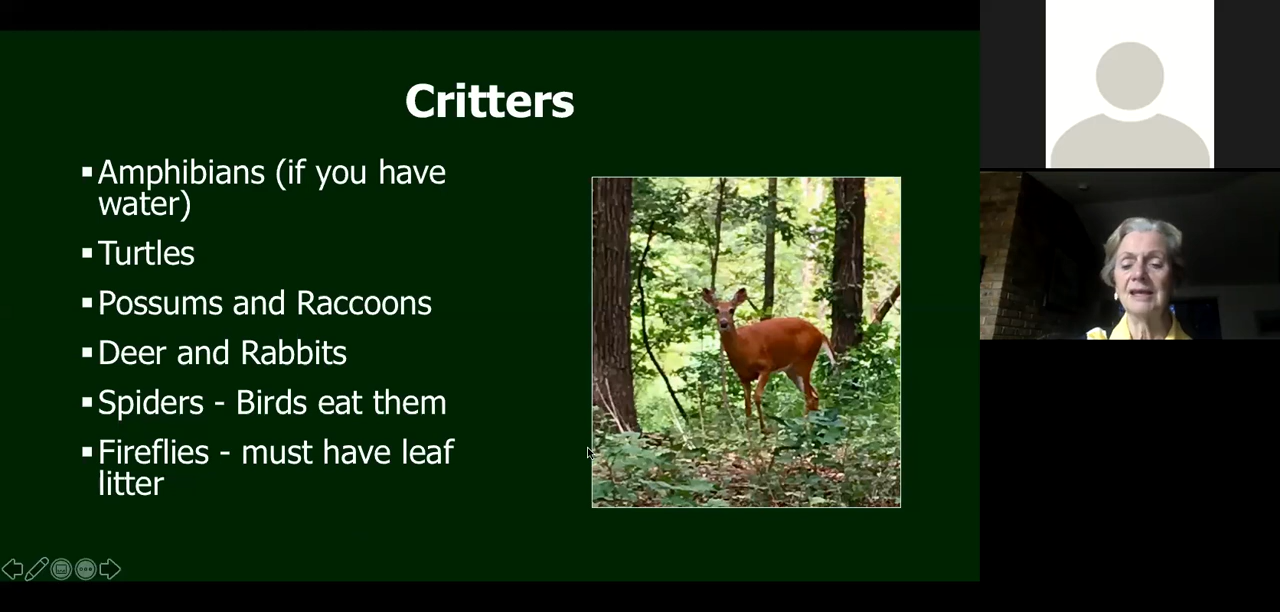 Critters
▪Amphibians (if you have
water)
▪Turtles
▪Possums and Raccoons
▪Deer and Rabbits
▪Spiders - Birds eat them
▪Fireflies - must have leaf
litter